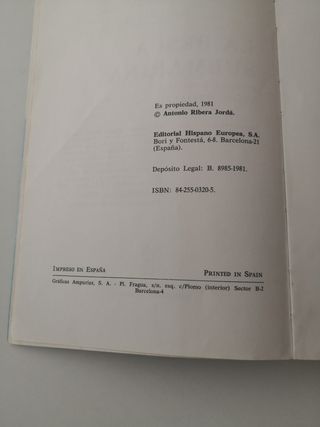 Es propiedad, 1981
© Antonio Ribera Jordá.
Editorial Hispano Europea, S.A.
Bori y Fontestá, 6-8. Barcelona-21
(España).
Depósito Legal: B. 8985-1981.
ISBN: 84-255-0320-5.
IMPRESO EN ESPAÑA
PRINTED IN SPAIN
Gráficas Ampurias, S. A. - Pl. Fragua, s/n. esq. c/Plomo (interior) Sector B-2
Barcelona-4